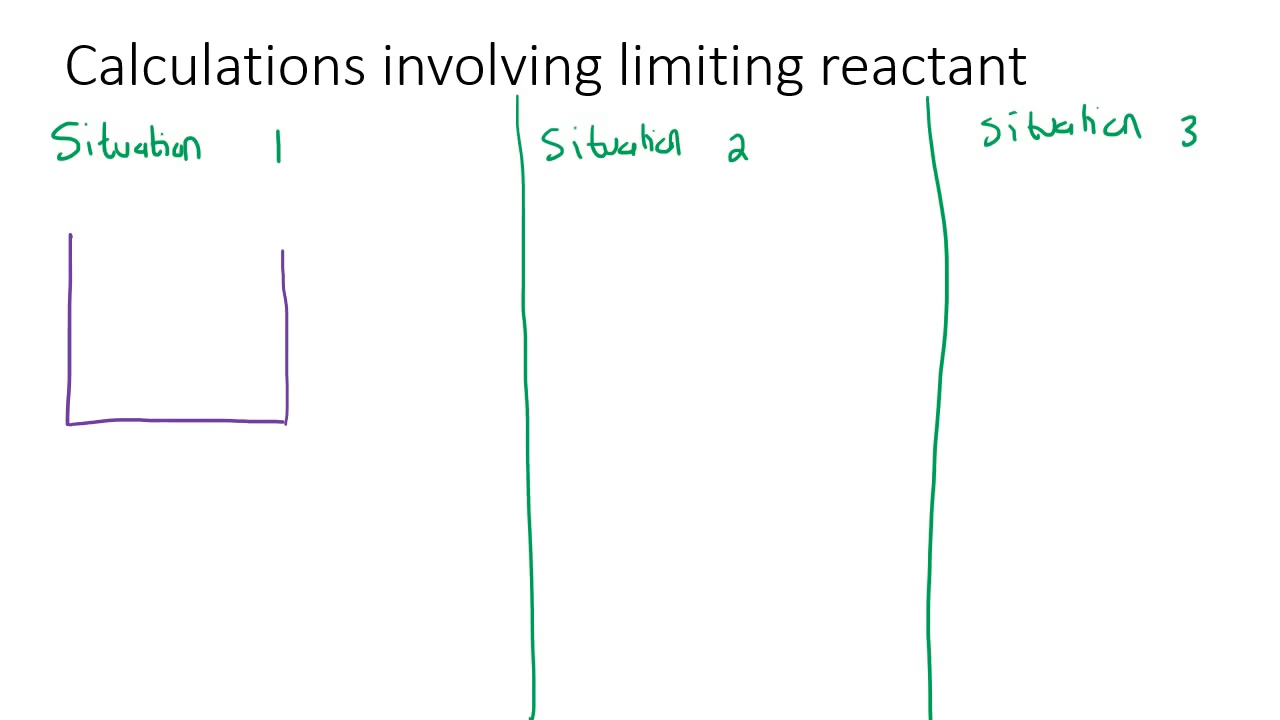 Calculations involving limiting reactant
Situation 1
Situation 2
Situation 3